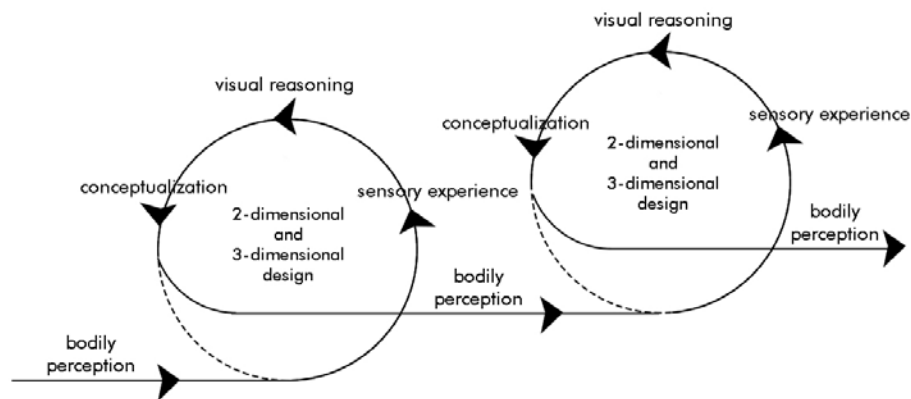 visual reasoning
conceptualization
sensory experience
2-dimensional
and
3-dimensional
design
bodily
perception
visual reasoning
conceptualization
sensory experience
2-dimensional
and
3-dimensional
design
bodily
perception
bodily
perception